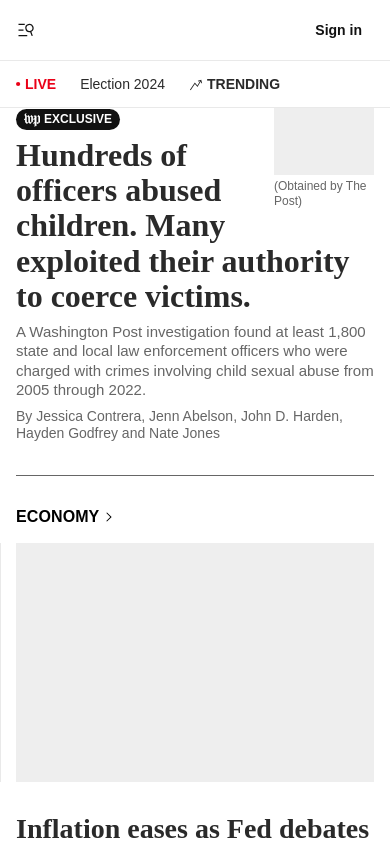 Sign in
LIVE
Election 2024
TRENDING
wp EXCLUSIVE
(Obtained by The
Post)
Hundreds of
officers abused
children. Many
exploited their authority
to coerce victims.
A Washington Post investigation found at least 1,800
state and local law enforcement officers who were
charged with crimes involving child sexual abuse from
2005 through 2022.
By Jessica Contrera, Jenn Abelson, John D. Harden,
Hayden Godfrey and Nate Jones
ECONOMY
Inflation eases as Fed debates